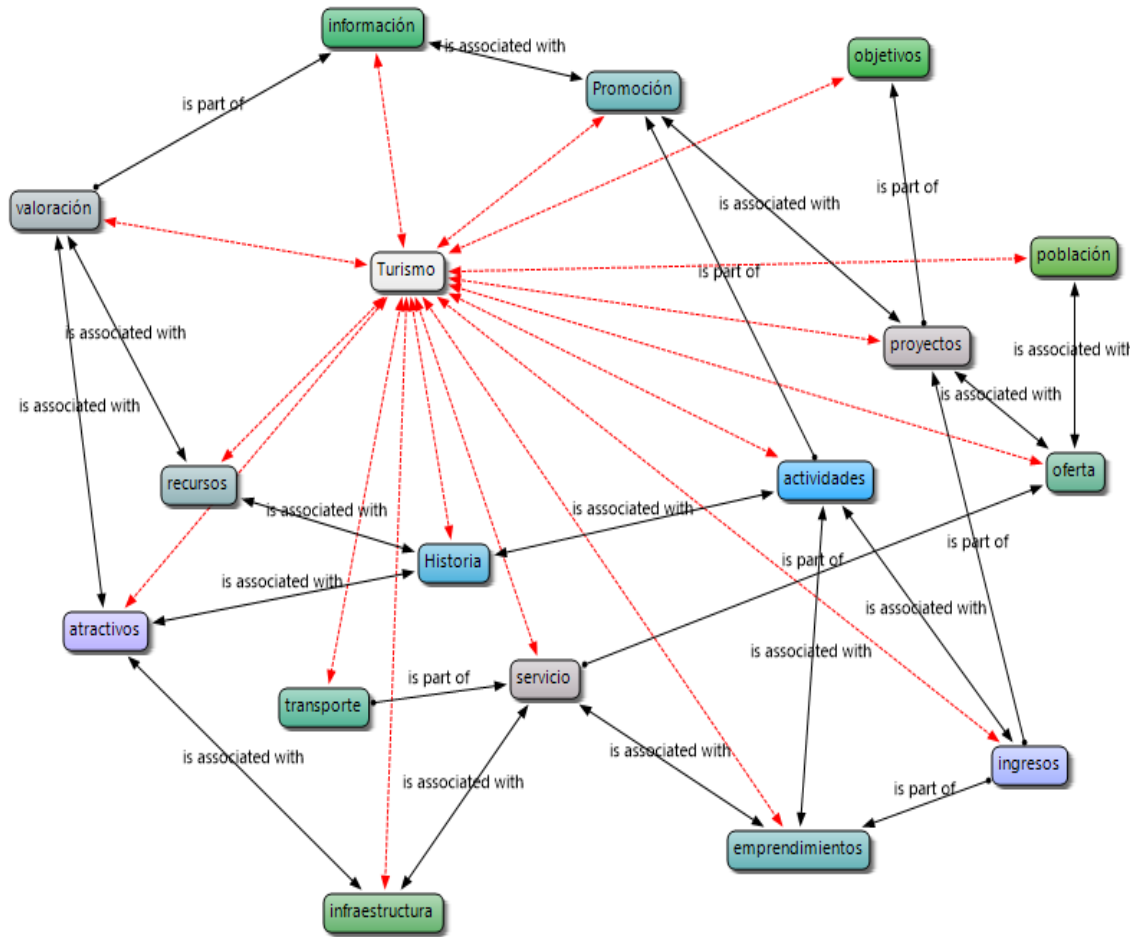 información
is associated with
objetivos
Promoción
is part of
is part of
valoración
is associated with
población
is part of
Turismo
is associated with
proyectos
is associated with
is associated with
is associated with
oferta
actividades
recursos
is associated with
is associated with
is part of
is part of
Historia
is associated with
is associated with
atractivos
is associated with
servicio
is part of
transporte
is associated with
is associated with
is associated with
ingresos
is part of
emprendimientos
infraestructura